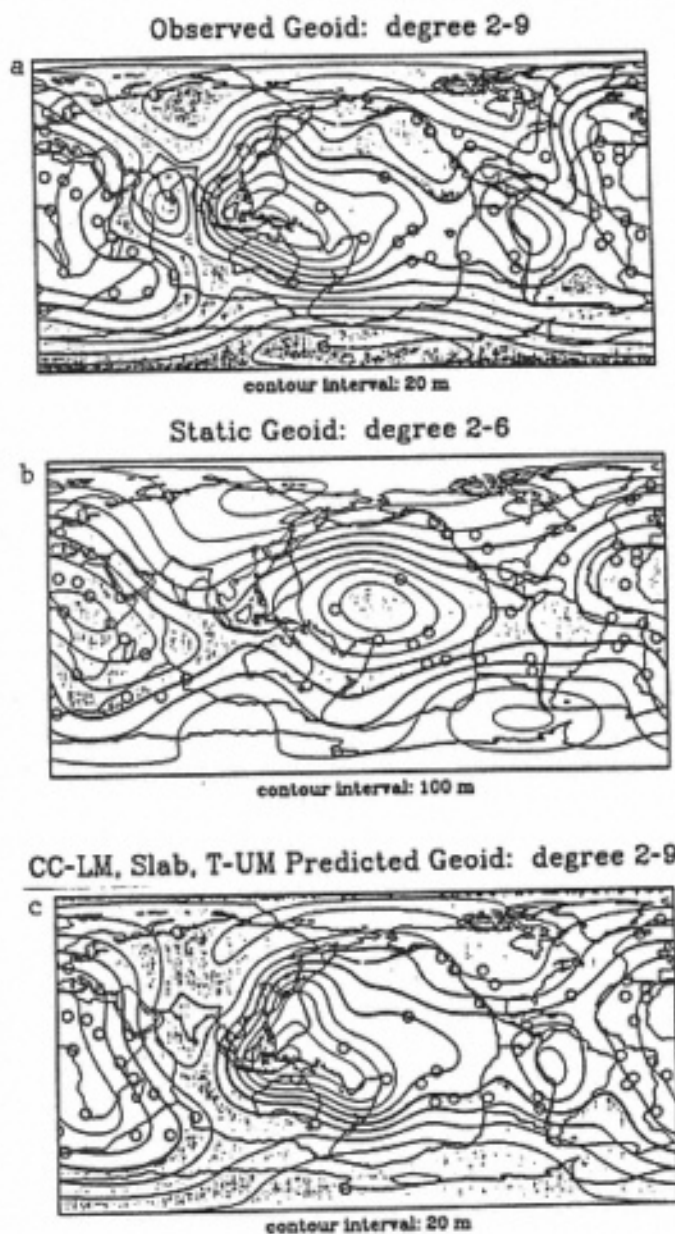 Observed Geoid: degree 2-9
a
contour interval: 20 m
Static Geoid: degree 2-6
b
contour interval: 100 m
CC-LM, Slab, T-UM Predicted Geoid: degree 2-9
c
contour interval: 20 m